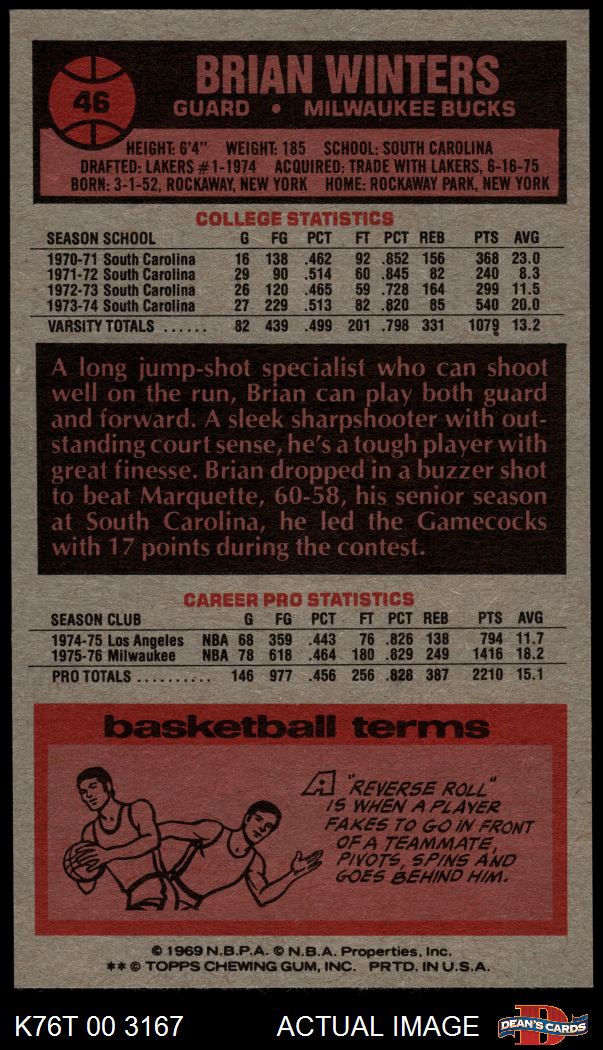 46
BRIAN WINTERS
GUARD • MILWAUKEE BUCKS
HEIGHT: 6'4" WEIGHT: 185 SCHOOL: SOUTH CAROLINA
DRAFTED: LAKERS #1-1974 ACQUIRED: TRADE WITH LAKERS, 6-16-75
BORN: 3-1-52, ROCKAWAY, NEW YORK HOME: ROCKAWAY PARK, NEW YORK
COLLEGE STATISTICS
SEASON SCHOOL G FG PCT FT PCT REB PTS AVG
1970-71 South Carolina 16 138 .462 92 .852 156 368 23.0
1971-72 South Carolina 29 90 .514 60 .845 82 240 8.3
1972-73 South Carolina 26 120 .465 59 .728 164 299 11.5
1973-74 South Carolina 27 229 .513 82 .820 85 540 20.0
VARSITY TOTALS ...... 82 439 .499 201 .798 331 1079 13.2
A long jump-shot specialist who can shoot
well on the run, Brian can play both guard
and forward. A sleek sharpshooter with out-
standing court sense, he's a tough player with
great finesse. Brian dropped in a buzzer shot
to beat Marquette, 60-58, his senior season
at South Carolina, he led the Gamecocks
with 17 points during the contest.
CAREER PRO STATISTICS
SEASON CLUB G FG PCT FT PCT REB PTS AVG
1974-75 Los Angeles NBA 68 359 .443 76 .826 138 794 11.7
1975-76 Milwaukee NBA 78 618 .464 180 .829 249 1416 18.2
PRO TOTALS .......... 146 977 .456 256 .828 387 2210 15.1
basketball terms
A "REVERSE ROLL"
IS WHEN A PLAYER
FAKES TO GO IN FRONT
OF A TEAMMATE,
PIVOTS, SPINS AND
GOES BEHIND HIM.
© 1969 N.B.P.A. © N.B.A. Properties, Inc.
** © TOPPS CHEWING GUM, INC. PRTD. IN U.S.A.
K76T 00 3167 ACTUAL IMAGE D DEAN'S CARDS